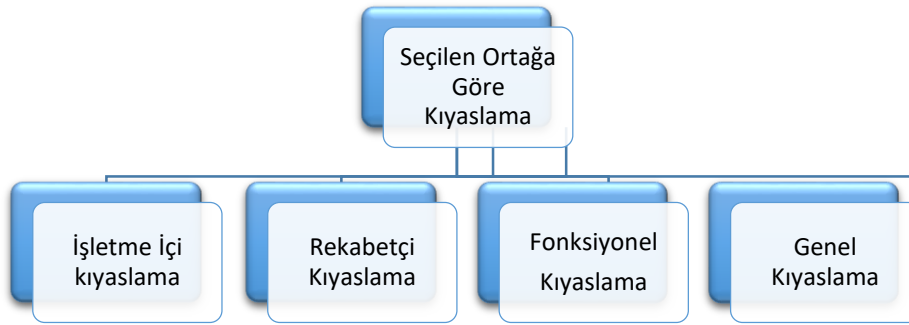 Seçilen Ortağa
Göre
Kıyaslama
İşletme İçi
kıyaslama
Rekabetçi
Kıyaslama
Fonksiyonel
Kıyaslama
Genel
Kıyaslama